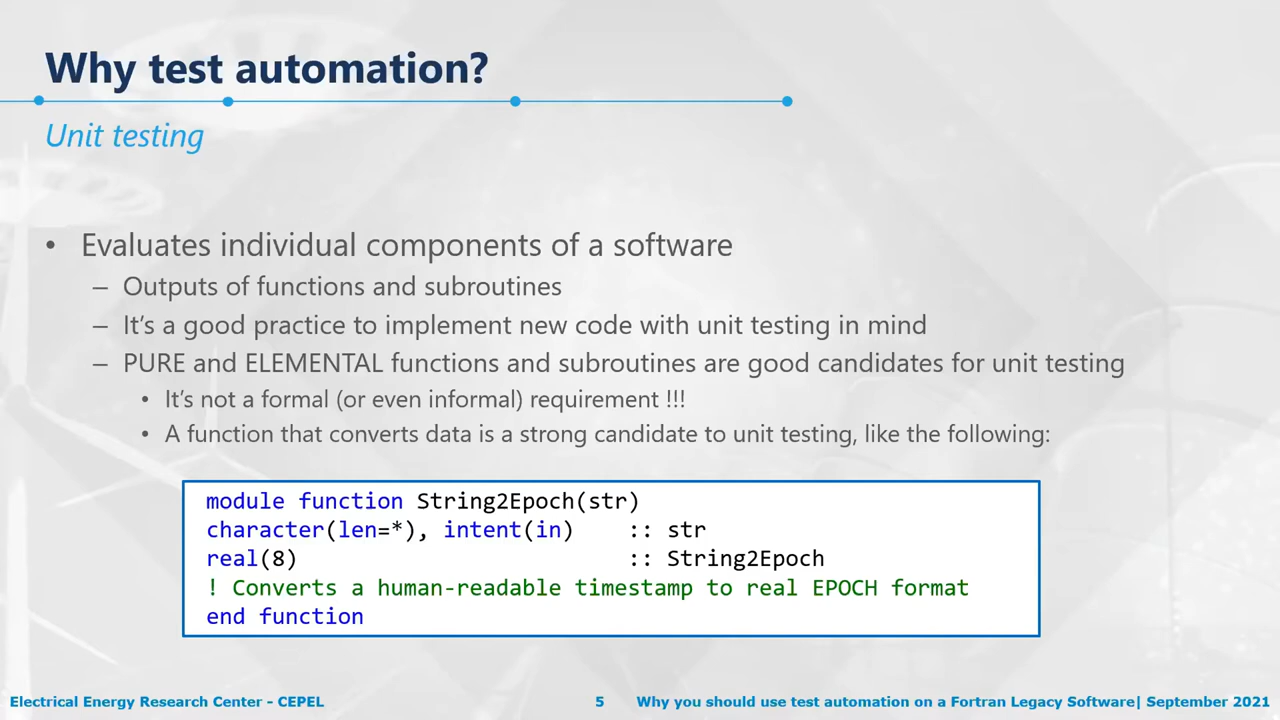 Why test automation?
Unit testing
• Evaluates individual components of a software
– Outputs of functions and subroutines
– It's a good practice to implement new code with unit testing in mind
– PURE and ELEMENTAL functions and subroutines are good candidates for unit testing
• It's not a formal (or even informal) requirement !!!
• A function that converts data is a strong candidate to unit testing, like the following:
module function String2Epoch(str)
character(len=*), intent(in) :: str
real(8) :: String2Epoch
! Converts a human-readable timestamp to real EPOCH format
end function
Electrical Energy Research Center - CEPEL 5 Why you should use test automation on a Fortran Legacy Software| September 2021